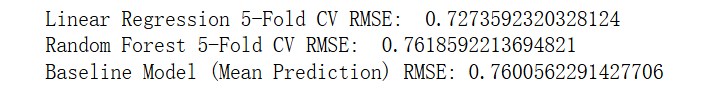 Linear Regression 5-Fold CV RMSE:  0.7273592320328124
Random Forest 5-Fold CV RMSE:  0.7618592213694821
Baseline Model (Mean Prediction) RMSE: 0.7600562291427706